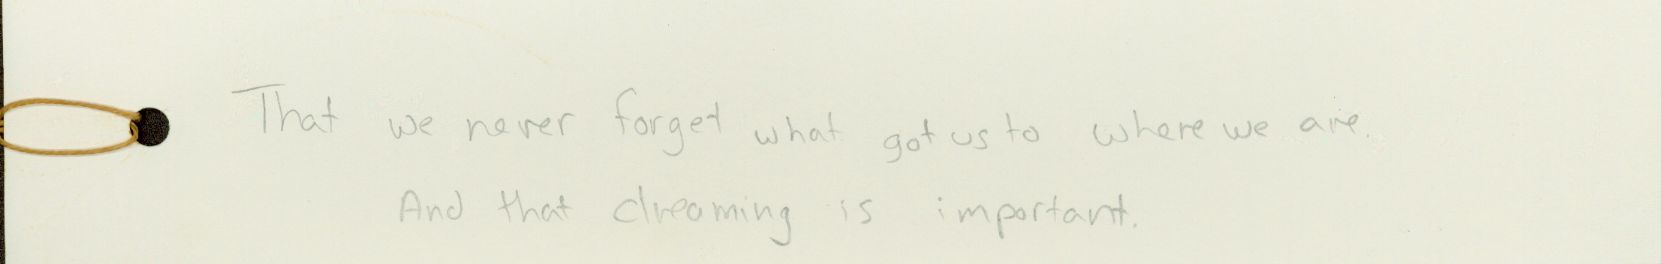 That we never forget what got us to where we are.
And that dreaming is important.